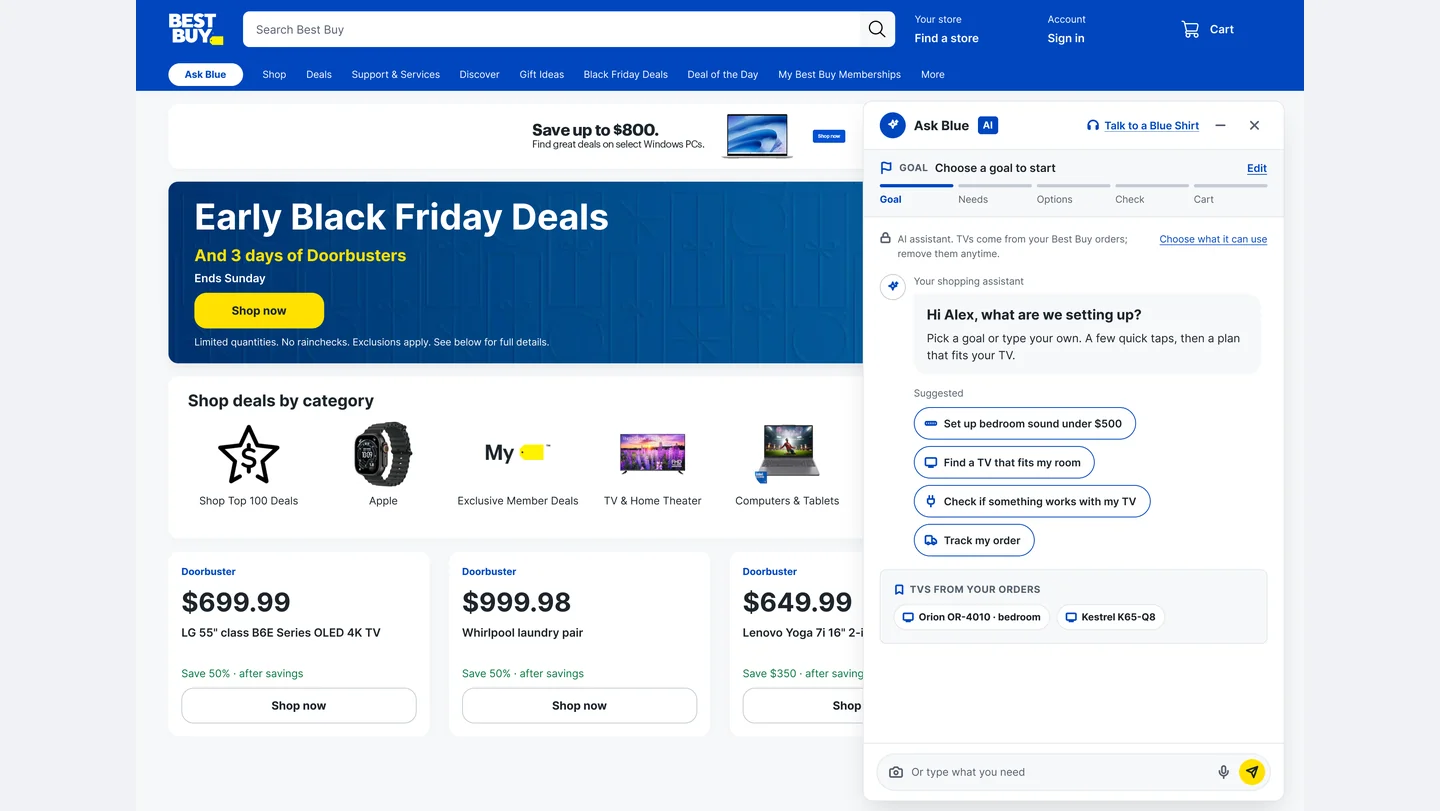 BEST BUY
Search Best Buy
Your store
Find a store
Account
Sign in
Cart
Ask Blue
Shop
Deals
Support & Services
Discover
Gift Ideas
Black Friday Deals
Deal of the Day
My Best Buy Memberships
More
Save up to $800.
Find great deals on select Windows PCs.
Shop now
Early Black Friday Deals
And 3 days of Doorbusters
Ends Sunday
Shop now
Limited quantities. No rainchecks. Exclusions apply. See below for full details.
Shop deals by category
My
Shop Top 100 Deals
Apple
Exclusive Member Deals
TV & Home Theater
Computers & Tablets
Doorbuster
$699.99
LG 55" class B6E Series OLED 4K TV
Save 50% · after savings
Shop now
Doorbuster
$999.98
Whirlpool laundry pair
Save 50% · after savings
Shop now
Doorbuster
$649.99
Lenovo Yoga 7i 16" 2-i
Save $350 · after saving
Shop
Ask Blue AI
Talk to a Blue Shirt
GOAL Choose a goal to start
Edit
Goal
Needs
Options
Check
Cart
AI assistant. TVs come from your Best Buy orders;
remove them anytime.
Choose what it can use
Your shopping assistant
Hi Alex, what are we setting up?
Pick a goal or type your own. A few quick taps, then a plan
that fits your TV.
Suggested
Set up bedroom sound under $500
Find a TV that fits my room
Check if something works with my TV
Track my order
TVS FROM YOUR ORDERS
Orion OR-4010 · bedroom
Kestrel K65-Q8
Or type what you need